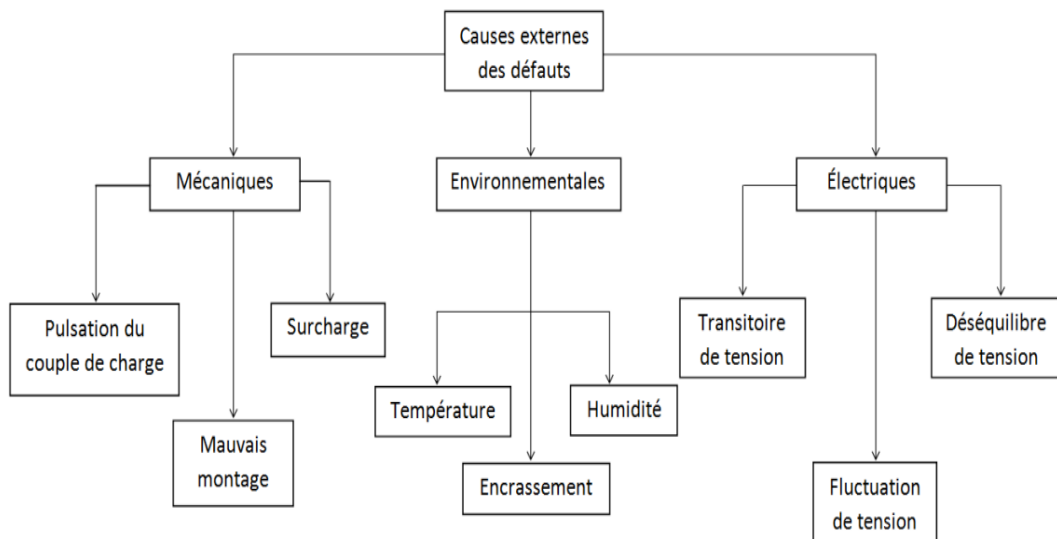 Causes externes
des défauts
Mécaniques
Environnementales
Électriques
Pulsation du
couple de charge
Surcharge
Transitoire
de tension
Déséquilibre
de tension
Température
Humidité
Mauvais
montage
Encrassement
Fluctuation
de tension